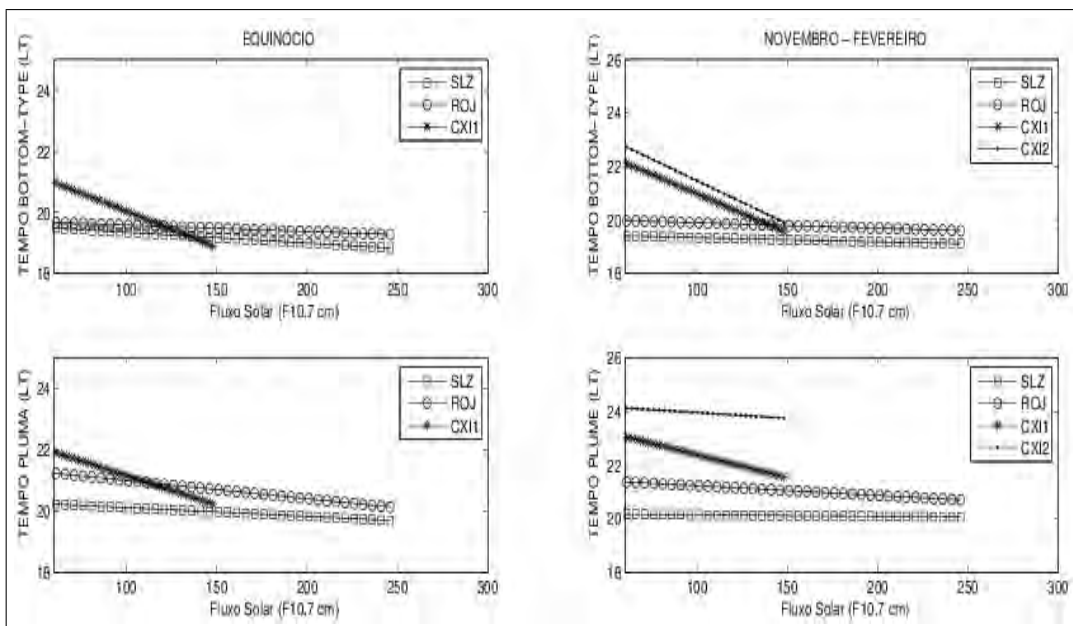 EQUINOCIO
TEMPO BOTTOM-TYPE (LT)
24
22
20
18
SLZ
ROJ
CXI1
100 150 200 250 300
Fluxo Solar (F10.7 cm)
NOVEMBRO - FEVEREIRO
TEMPO BOTTOM-TYPE (LT)
26
24
22
20
18
SLZ
ROJ
CXI1
CXI2
100 150 200 250 300
Fluxo Solar (F10.7 cm)
TEMPO PLUMA (LT)
24
22
20
18
SLZ
ROJ
CXI1
100 150 200 250 300
Fluxo Solar (F10.7 cm)
TEMPO PLUME (LT)
26
24
22
20
18
SLZ
ROJ
CXI1
CXI2
100 150 200 250 300
Fluxo Solar (F10.7 cm)